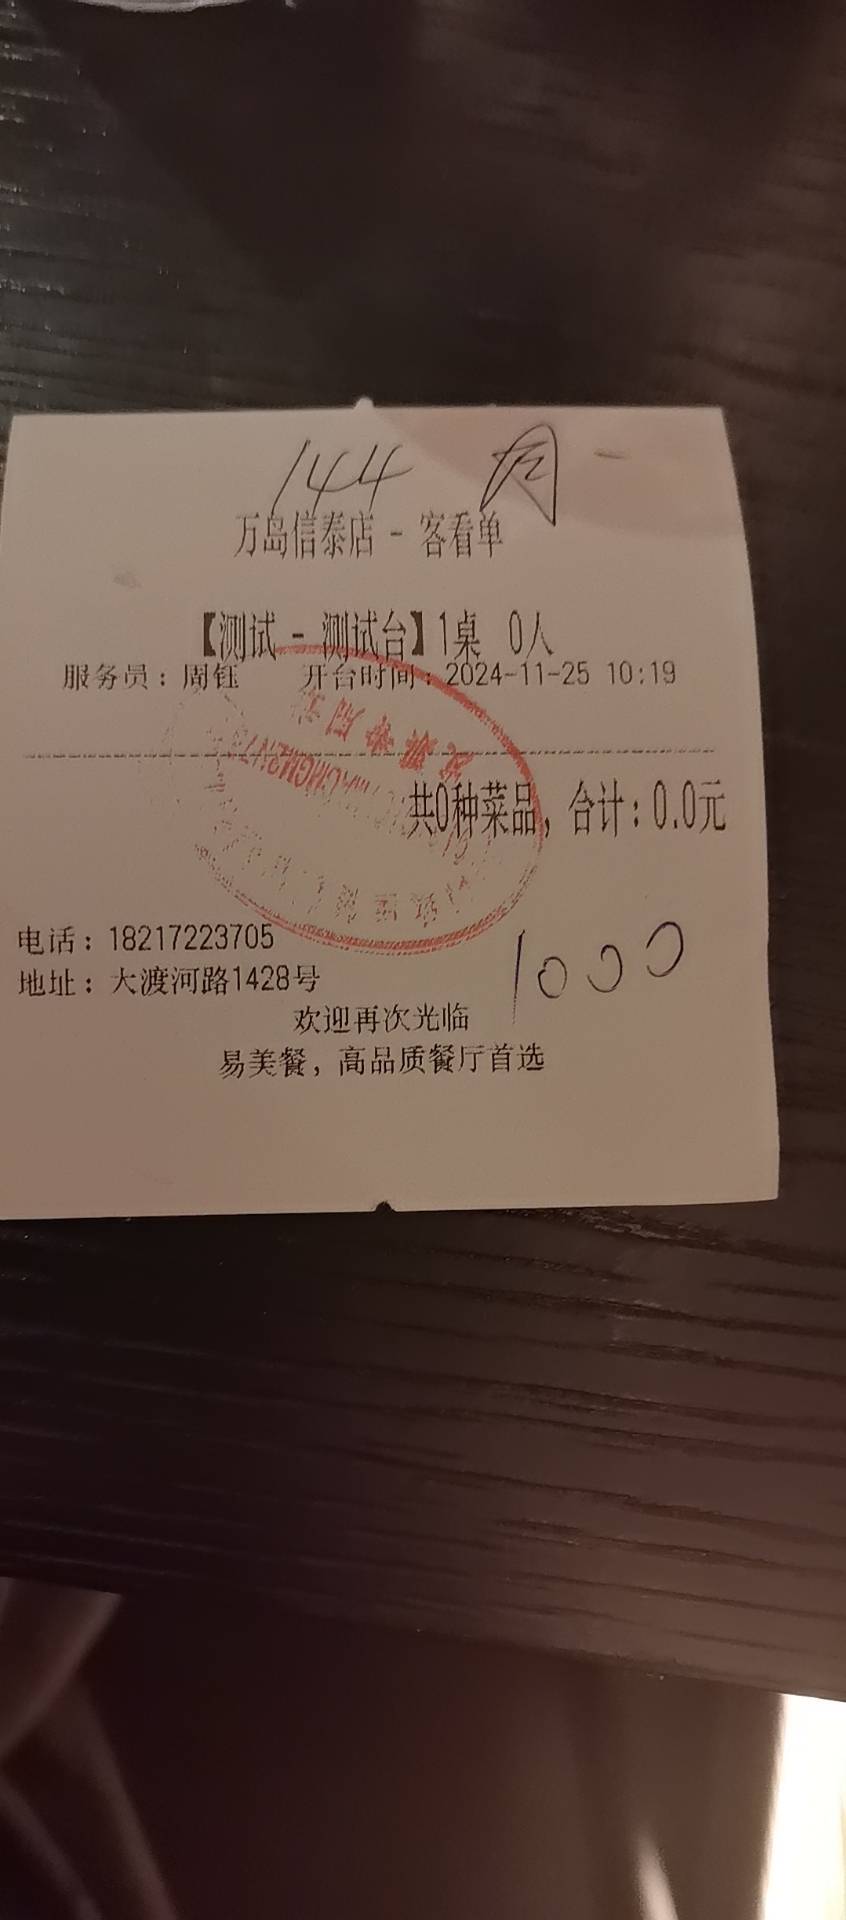 144 月一
万岛信泰店 - 客看单
【测试 - 测试台】1桌 0人
服务员：周钰 开台时间：2024-11-25 10:19
共0种菜品，合计：0.0元
电话：18217223705
1000
地址：大渡河路1428号
欢迎再次光临
易美餐，高品质餐厅首选